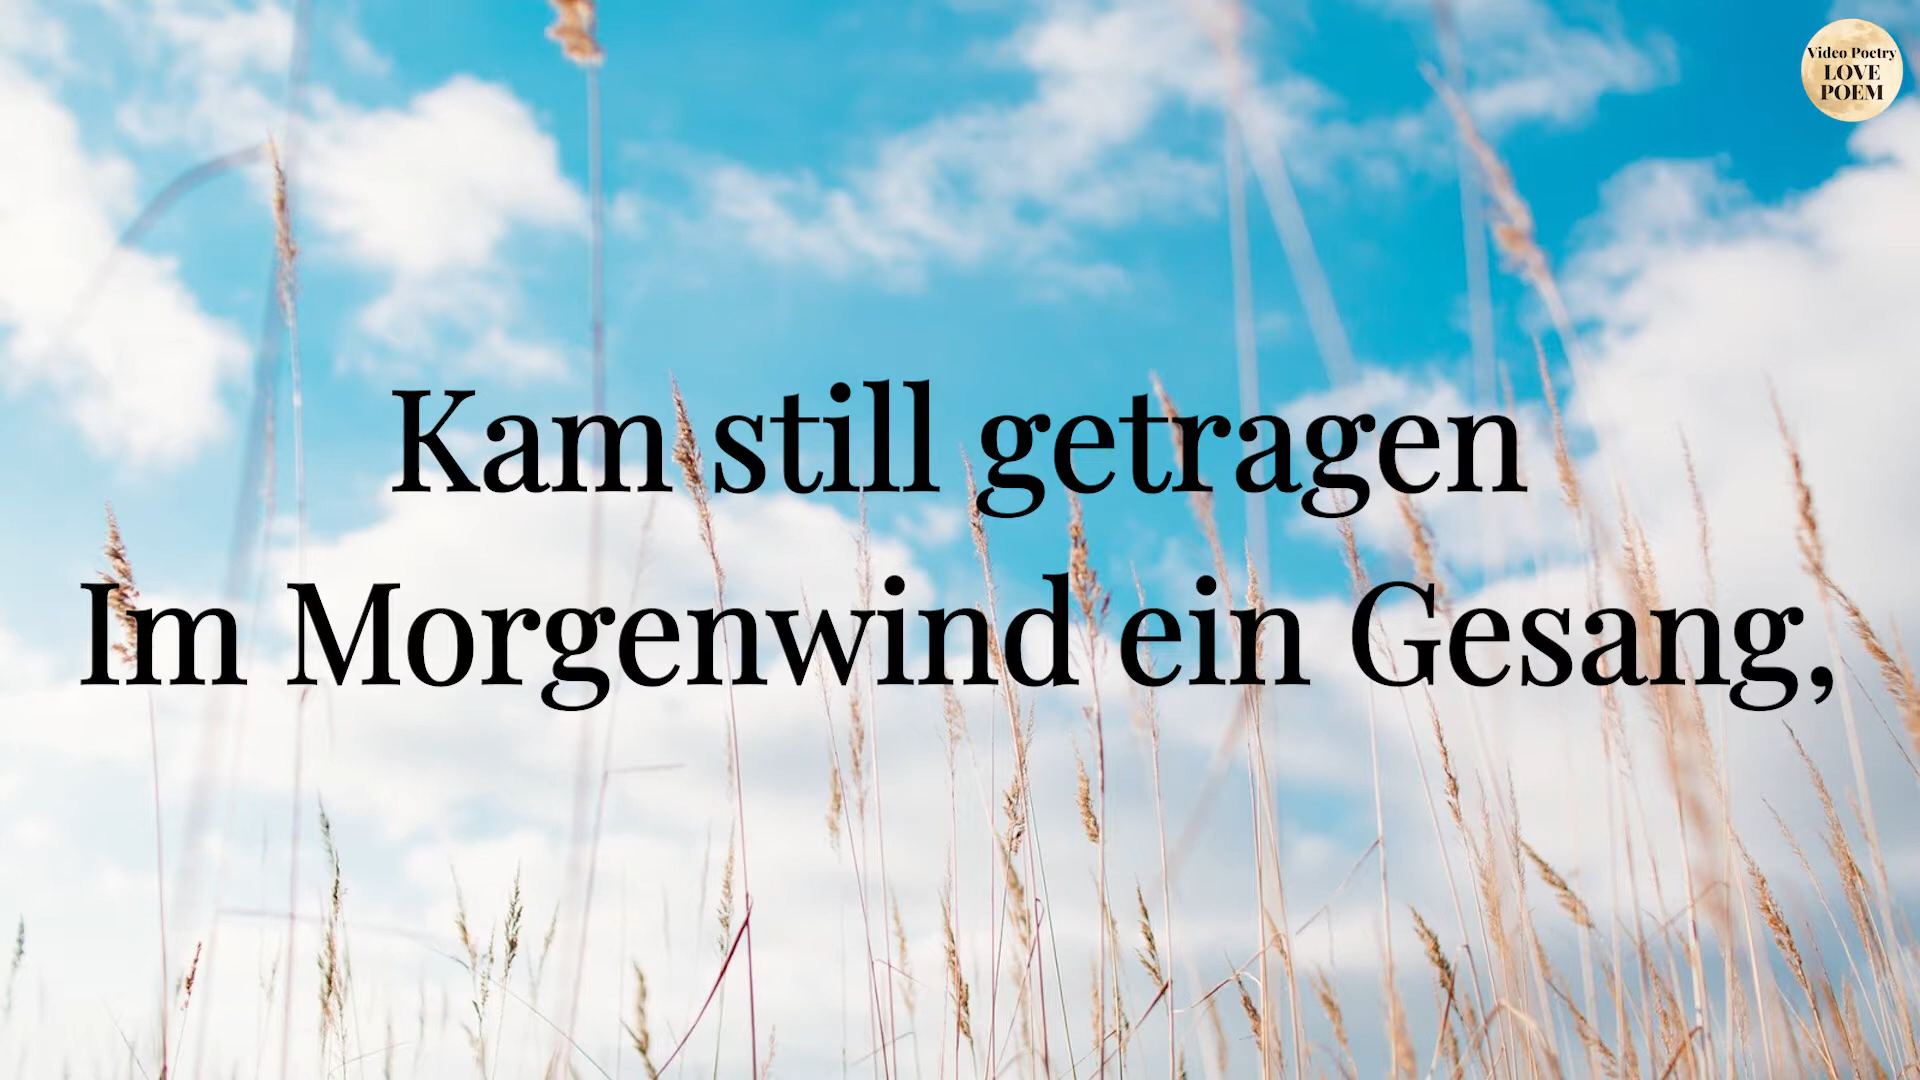 Video Poetry
LOVE
POEM
Kam still getragen
Im Morgenwind ein Gesang,